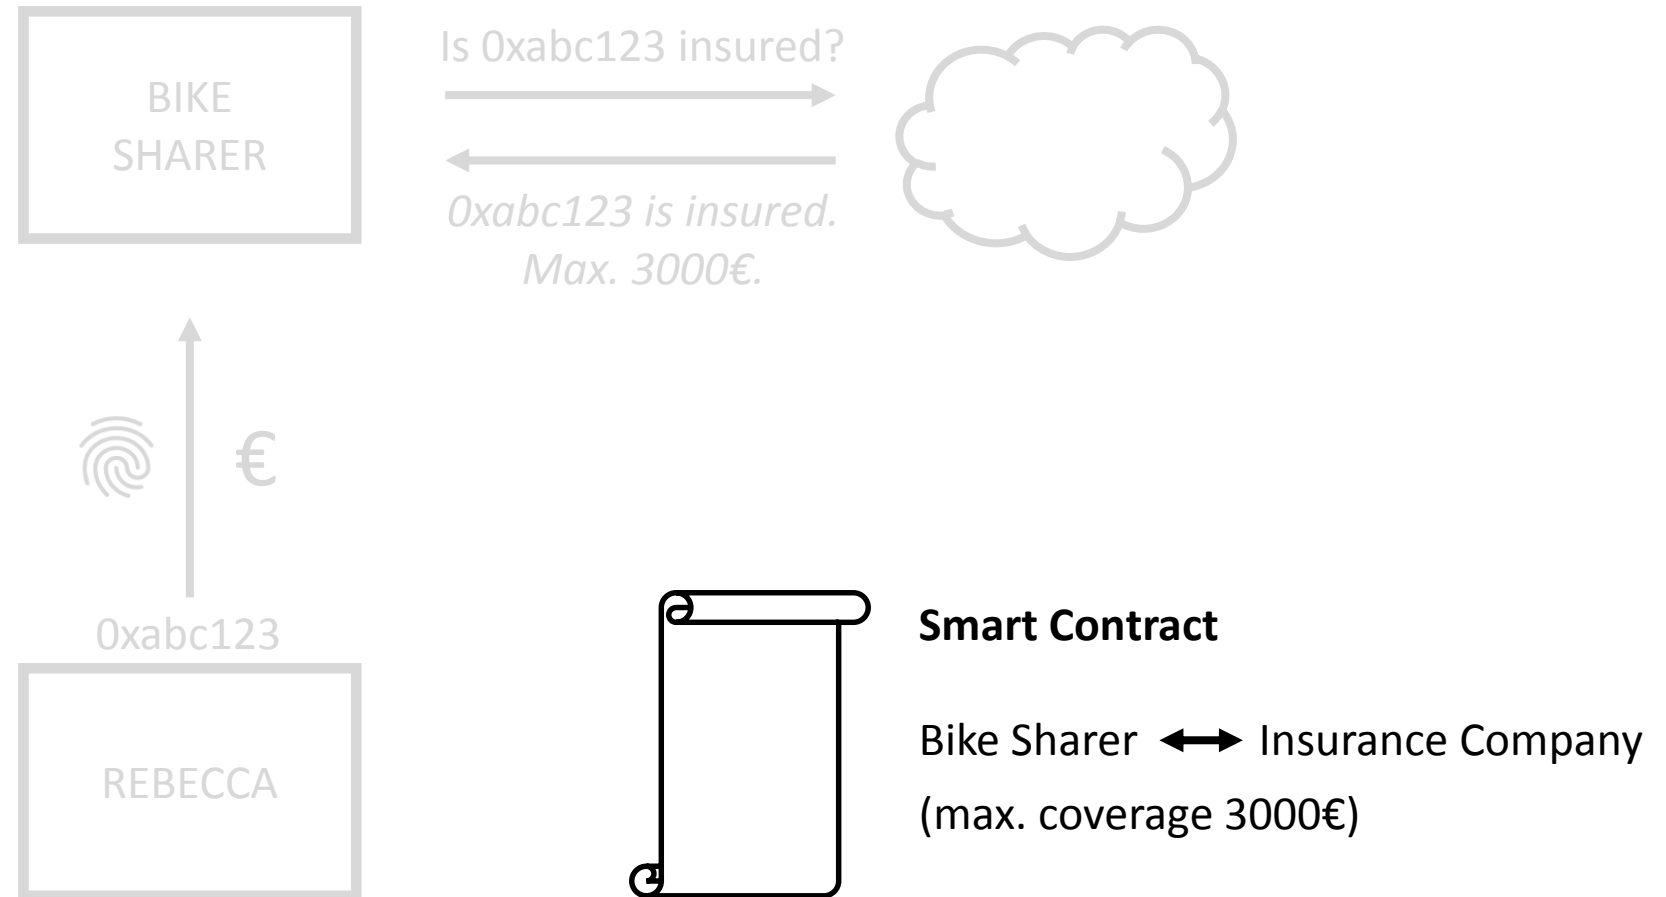 BIKE
SHARER
Is 0xabc123 insured?
0xabc123 is insured.
Max. 3000€.
€
0xabc123
REBECCA
Smart Contract
Bike Sharer ⟷ Insurance Company
(max. coverage 3000€)